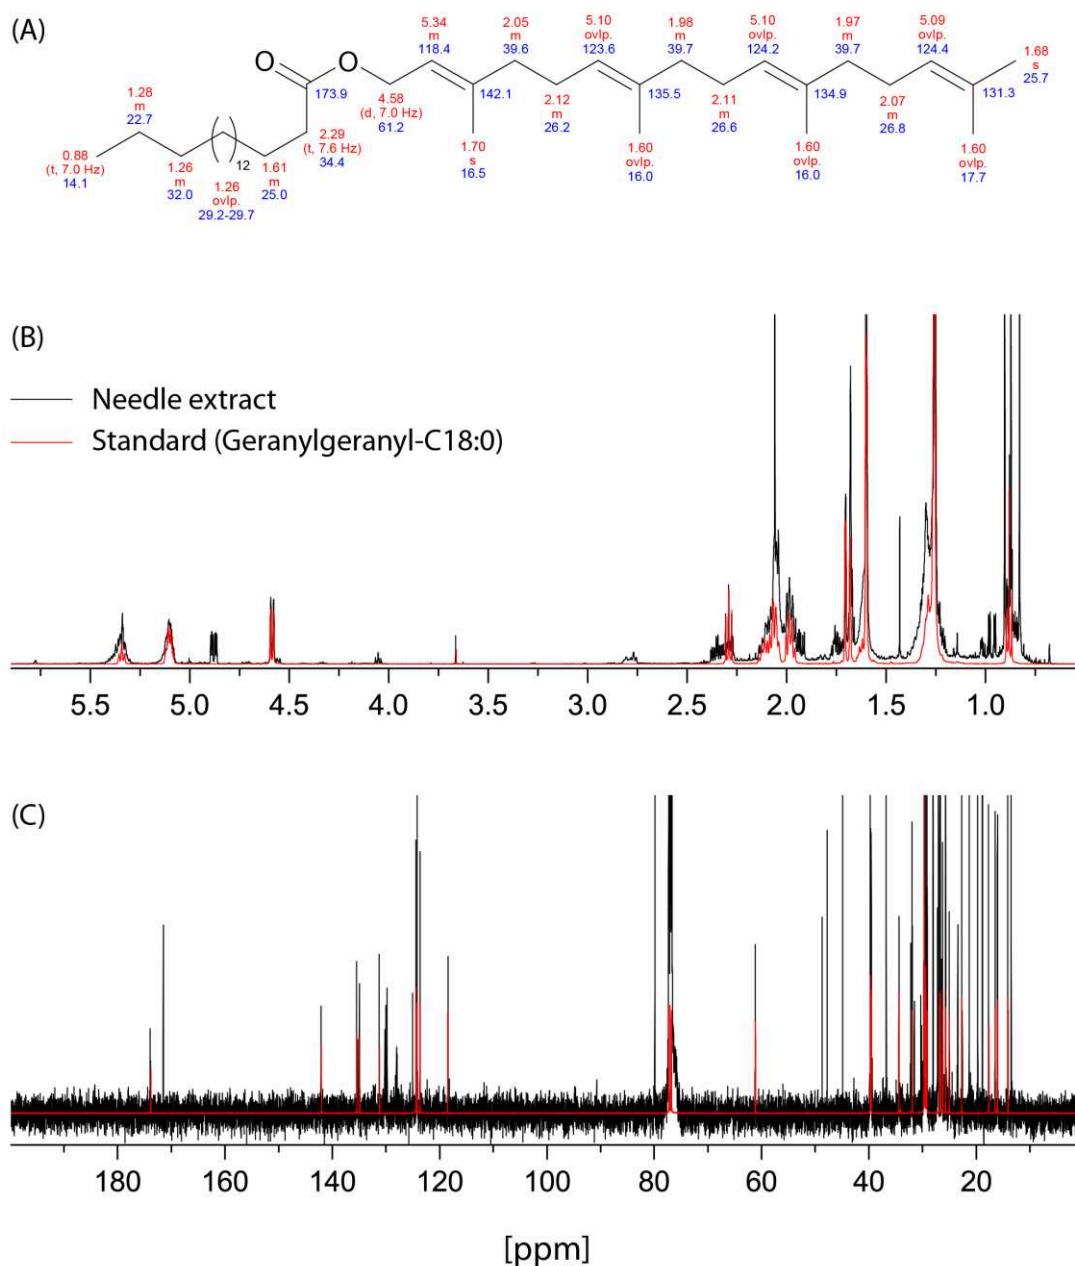 (A)
5.34 2.05 5.10 1.98 5.10 1.97 5.09
m m ovlp. m ovlp. m ovlp.
118.4 39.6 123.6 39.7 124.2 39.7 124.4
1.68
s
25.7
O
O
173.9 142.1 135.5 134.9 131.3
4.58 2.12 2.11 2.07
(d, 7.0 Hz) m m m
61.2 26.2 26.6 26.8
1.28
m
22.7
2.29
(t, 7.6 Hz)
34.4
1.70 1.60 1.60 1.60
s ovlp. ovlp. ovlp.
16.5 16.0 16.0 17.7
0.88
(t, 7.0 Hz)
14.1
1.26
m
32.0
12
1.26
ovlp.
29.2-29.7
1.61
m
25.0
(B)
Needle extract
Standard (Geranylgeranyl-C18:0)
5.5 5.0 4.5 4.0 3.5 3.0 2.5 2.0 1.5 1.0
(C)
180 160 140 120 100 80 60 40 20
[ppm]